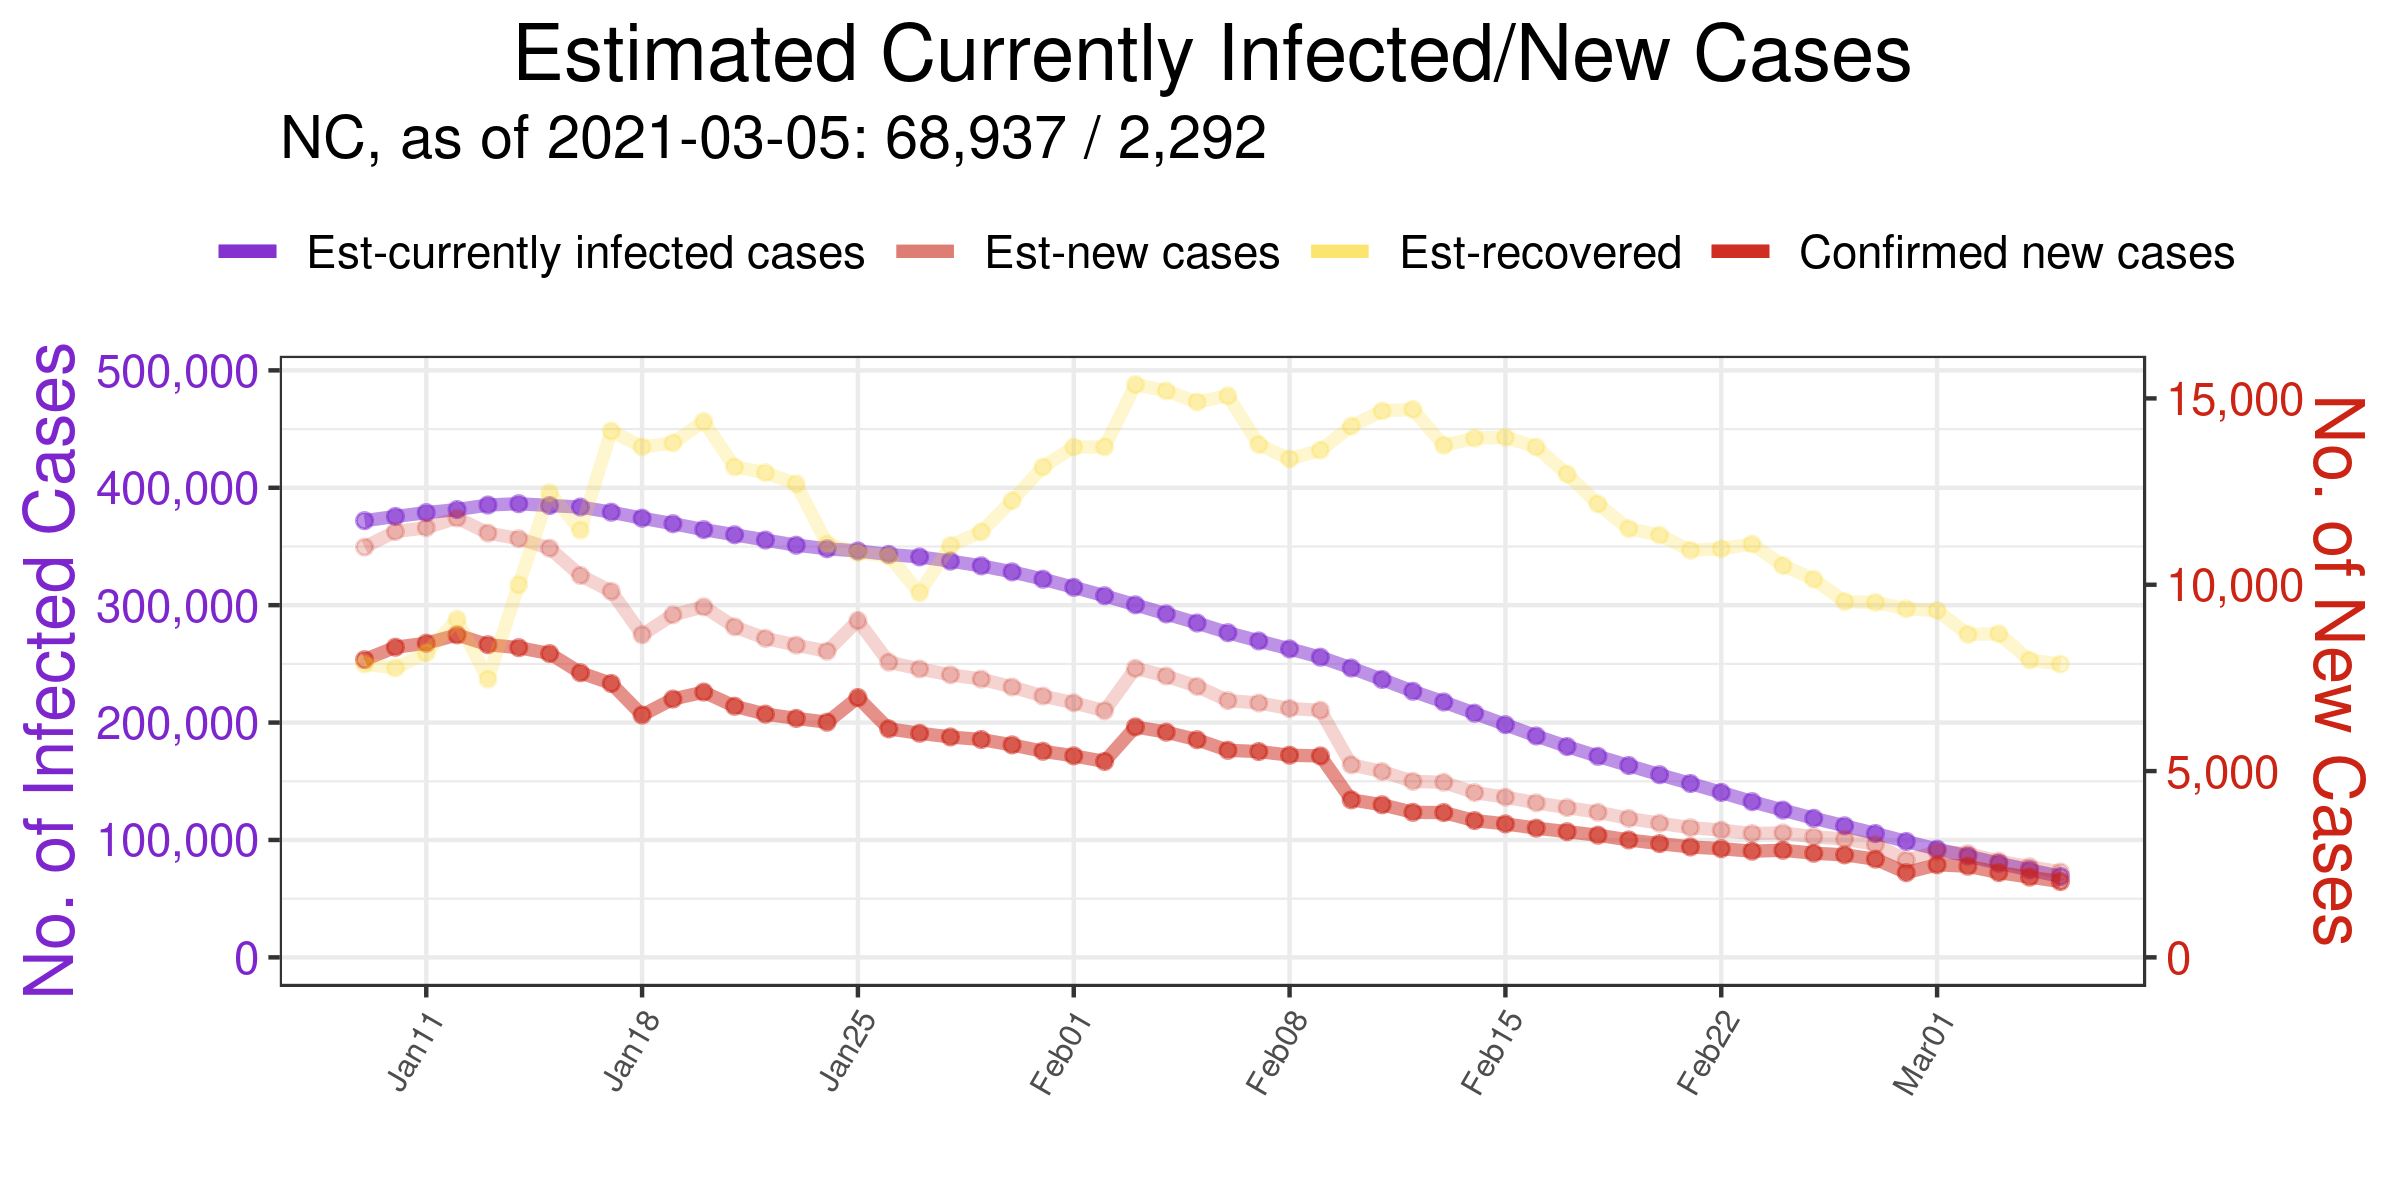 Estimated Currently Infected/New Cases
NC, as of 2021-03-05: 68,937 / 2,292
Est-currently infected cases Est-new cases Est-recovered Confirmed new cases
No. of Infected Cases
500,000
400,000
300,000
200,000
100,000
0
15,000
10,000
5,000
0
No. of New Cases
Jan11 Jan18 Jan25 Feb01 Feb08 Feb15 Feb22 Mar01